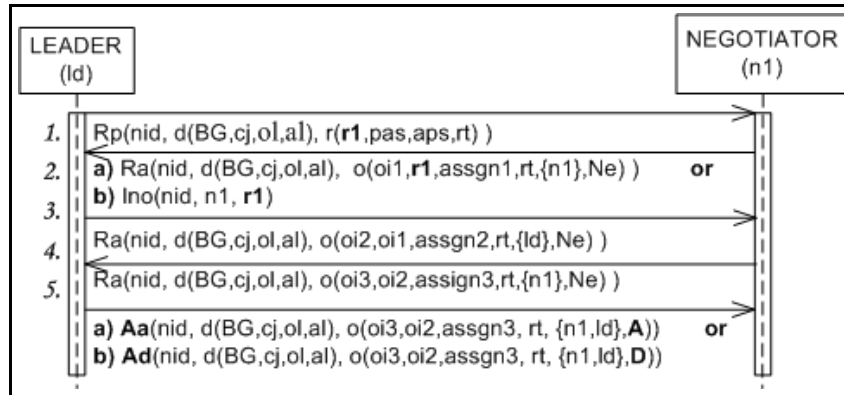 LEADER
(ld)
NEGOTIATOR
(n1)
1. Rp(nid, d(BG,cj,ol,al), r(r1,pas,aps,rt) )
2. a) Ra(nid, d(BG,cj,ol,al), o(oi1,r1,assgn1,rt,{n1},Ne) ) or
b) Ino(nid, n1, r1)
3.
Ra(nid, d(BG,cj,ol,al), o(oi2,oi1,assgn2,rt,{ld},Ne) )
4.
Ra(nid, d(BG,cj,ol,al), o(oi3,oi2,assign3,rt,{n1},Ne) )
5.
a) Aa(nid, d(BG,cj,ol,al), o(oi3,oi2,assgn3, rt, {n1,ld},A)) or
b) Ad(nid, d(BG,cj,ol,al), o(oi3,oi2,assgn3, rt, {n1,ld},D))